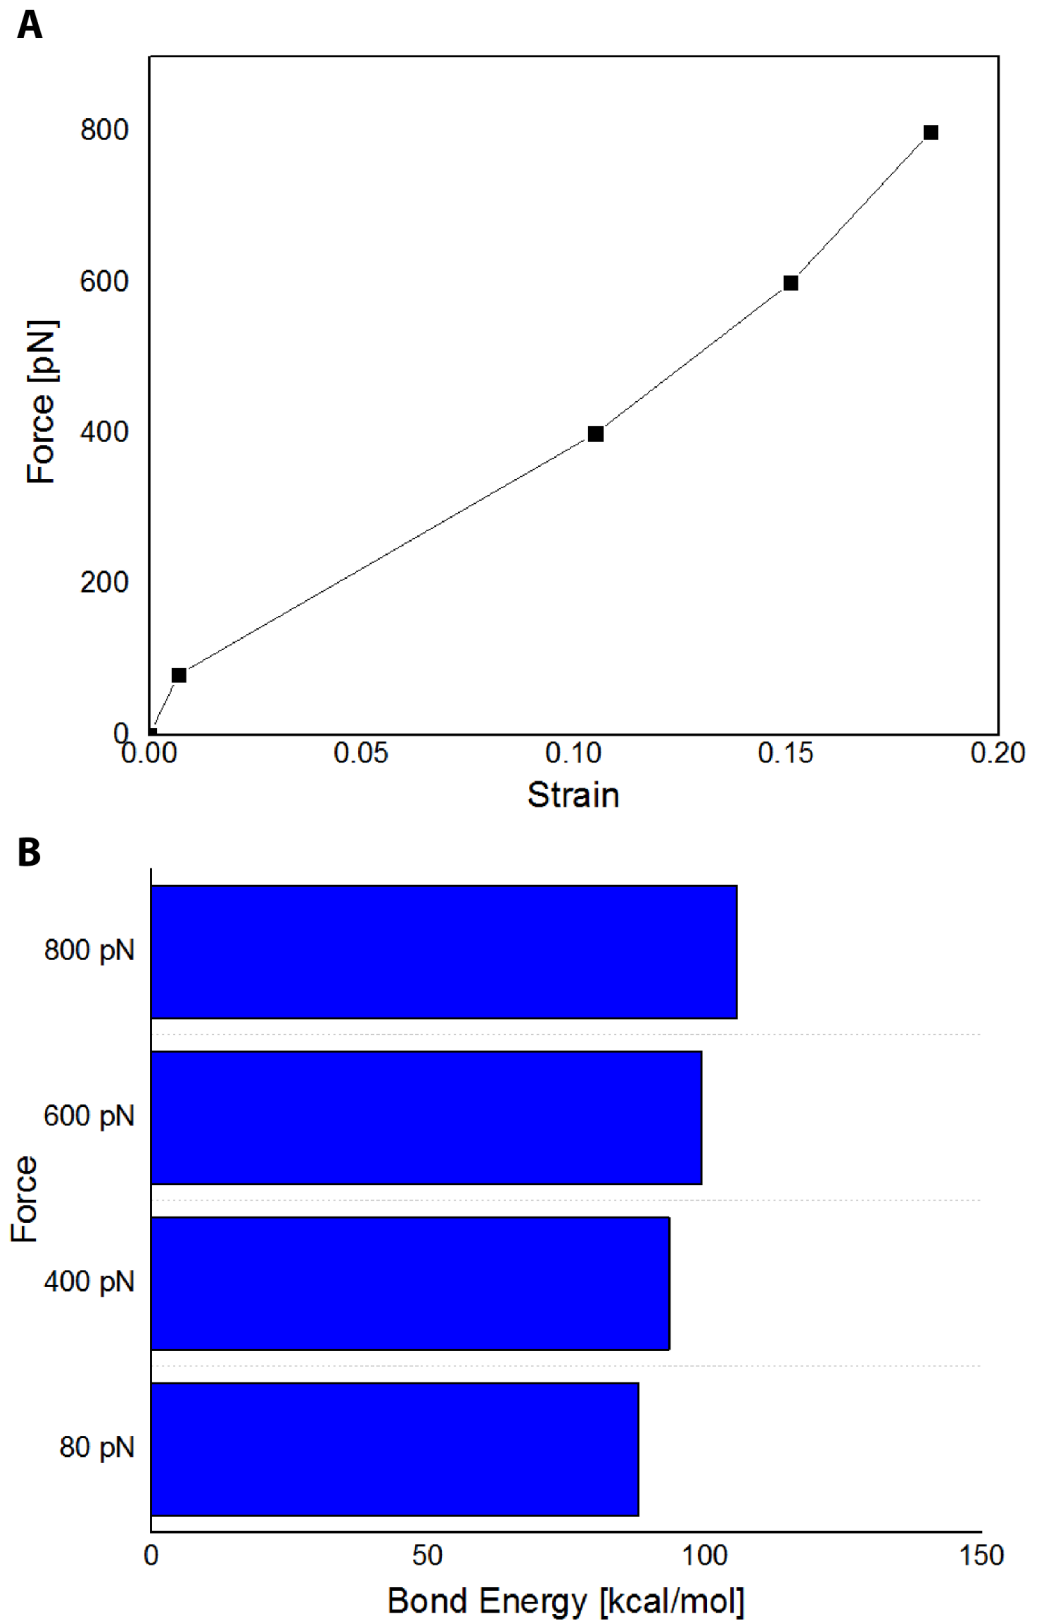 A
800
600
400
200
0
Force [pN]
0.00 0.05 0.10 0.15 0.20
Strain
B
800 pN
600 pN
400 pN
80 pN
Force
0 50 100 150
Bond Energy [kcal/mol]